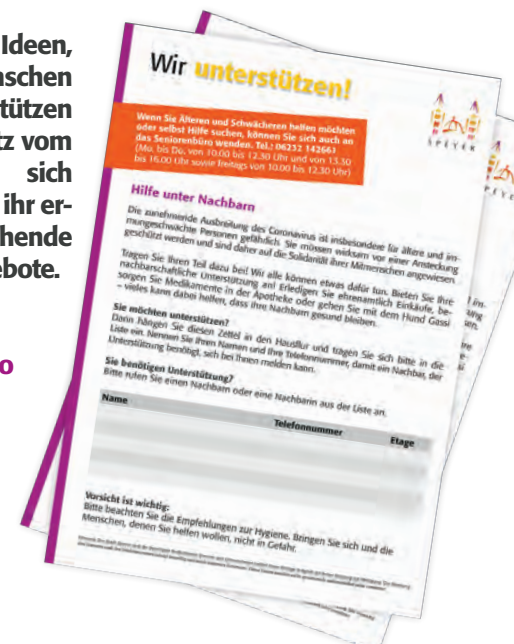 Ideen,
nschen
tützen
tz vom
sich
ihr er-
hende
ebote.
o
Wir unterstützen!
SPEYER
Wenn Sie Älteren und Schwächeren helfen möchten
oder selbst Hilfe suchen, können Sie sich auch an
das Seniorenbüro wenden. Tel.: 06232 142661
(Mo. bis Do. von 10.00 bis 12.30 Uhr und von 13.30
bis 16.00 Uhr sowie freitags von 10.00 bis 12.30 Uhr)
Hilfe unter Nachbarn
Die zunehmende Ausbreitung des Coronavirus ist insbesondere für ältere und im-
mungeschwächte Personen gefährlich. Sie müssen wirksam vor einer Ansteckung
geschützt werden und sind daher auf die Solidarität ihrer Mitmenschen angewiesen.
Tragen Sie Ihren Teil dazu bei! Wir alle können etwas dafür tun. Bieten Sie Ihre
nachbarschaftliche Unterstützung an! Erledigen Sie ehrenamtlich Einkäufe, be-
sorgen Sie Medikamente in der Apotheke oder gehen Sie mit dem Hund Gassi
– vieles kann dabei helfen, dass ihre Nachbarn gesund bleiben.
Sie möchten unterstützen?
Dann hängen Sie diesen Zettel in den Hausflur und tragen Sie sich bitte in die
Liste ein. Nennen Sie Ihren Namen und Ihre Telefonnummer, damit ein Nachbar, der
Unterstützung benötigt, sich bei Ihnen melden kann.
Sie benötigen Unterstützung?
Bitte rufen Sie einen Nachbarn oder eine Nachbarin aus der Liste an.
Name Telefonnummer Etage
Vorsicht ist wichtig:
Bitte beachten Sie die Empfehlungen zur Hygiene. Bringen Sie sich und die
Menschen, denen Sie helfen wollen, nicht in Gefahr.